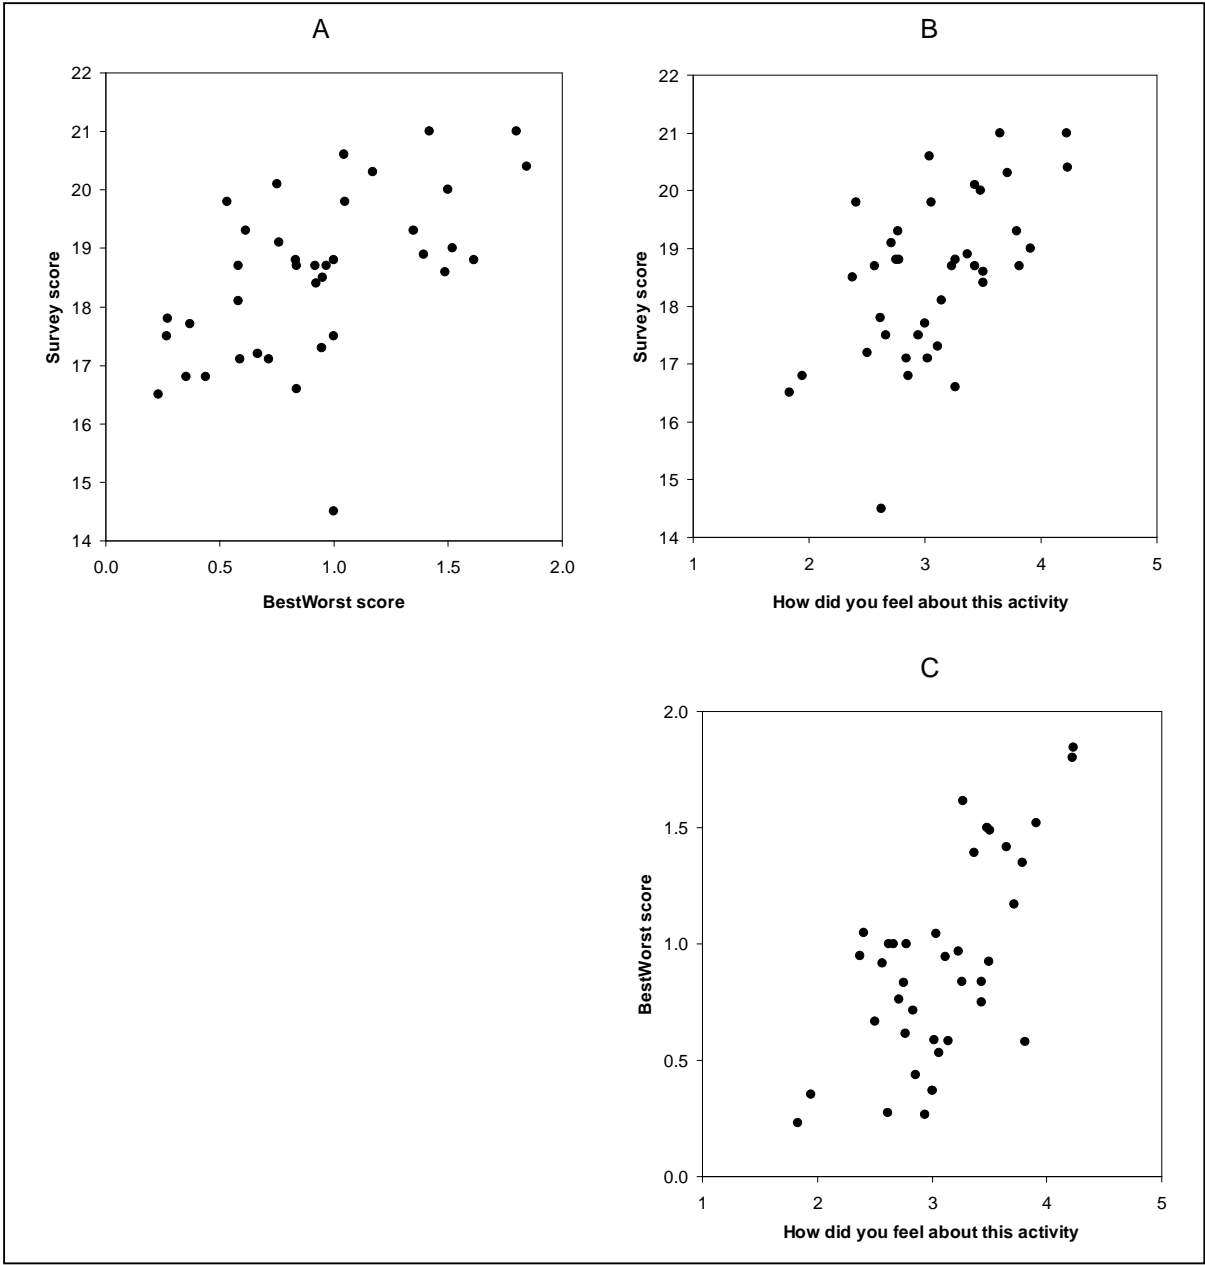 A
B
22
21
20
19
18
17
16
15
14
Survey score
0.0 0.5 1.0 1.5 2.0
BestWorst score
22
21
20
19
18
17
16
15
14
Survey score
1 2 3 4 5
How did you feel about this activity
C
2.0
1.5
1.0
0.5
0.0
BestWorst score
1 2 3 4 5
How did you feel about this activity